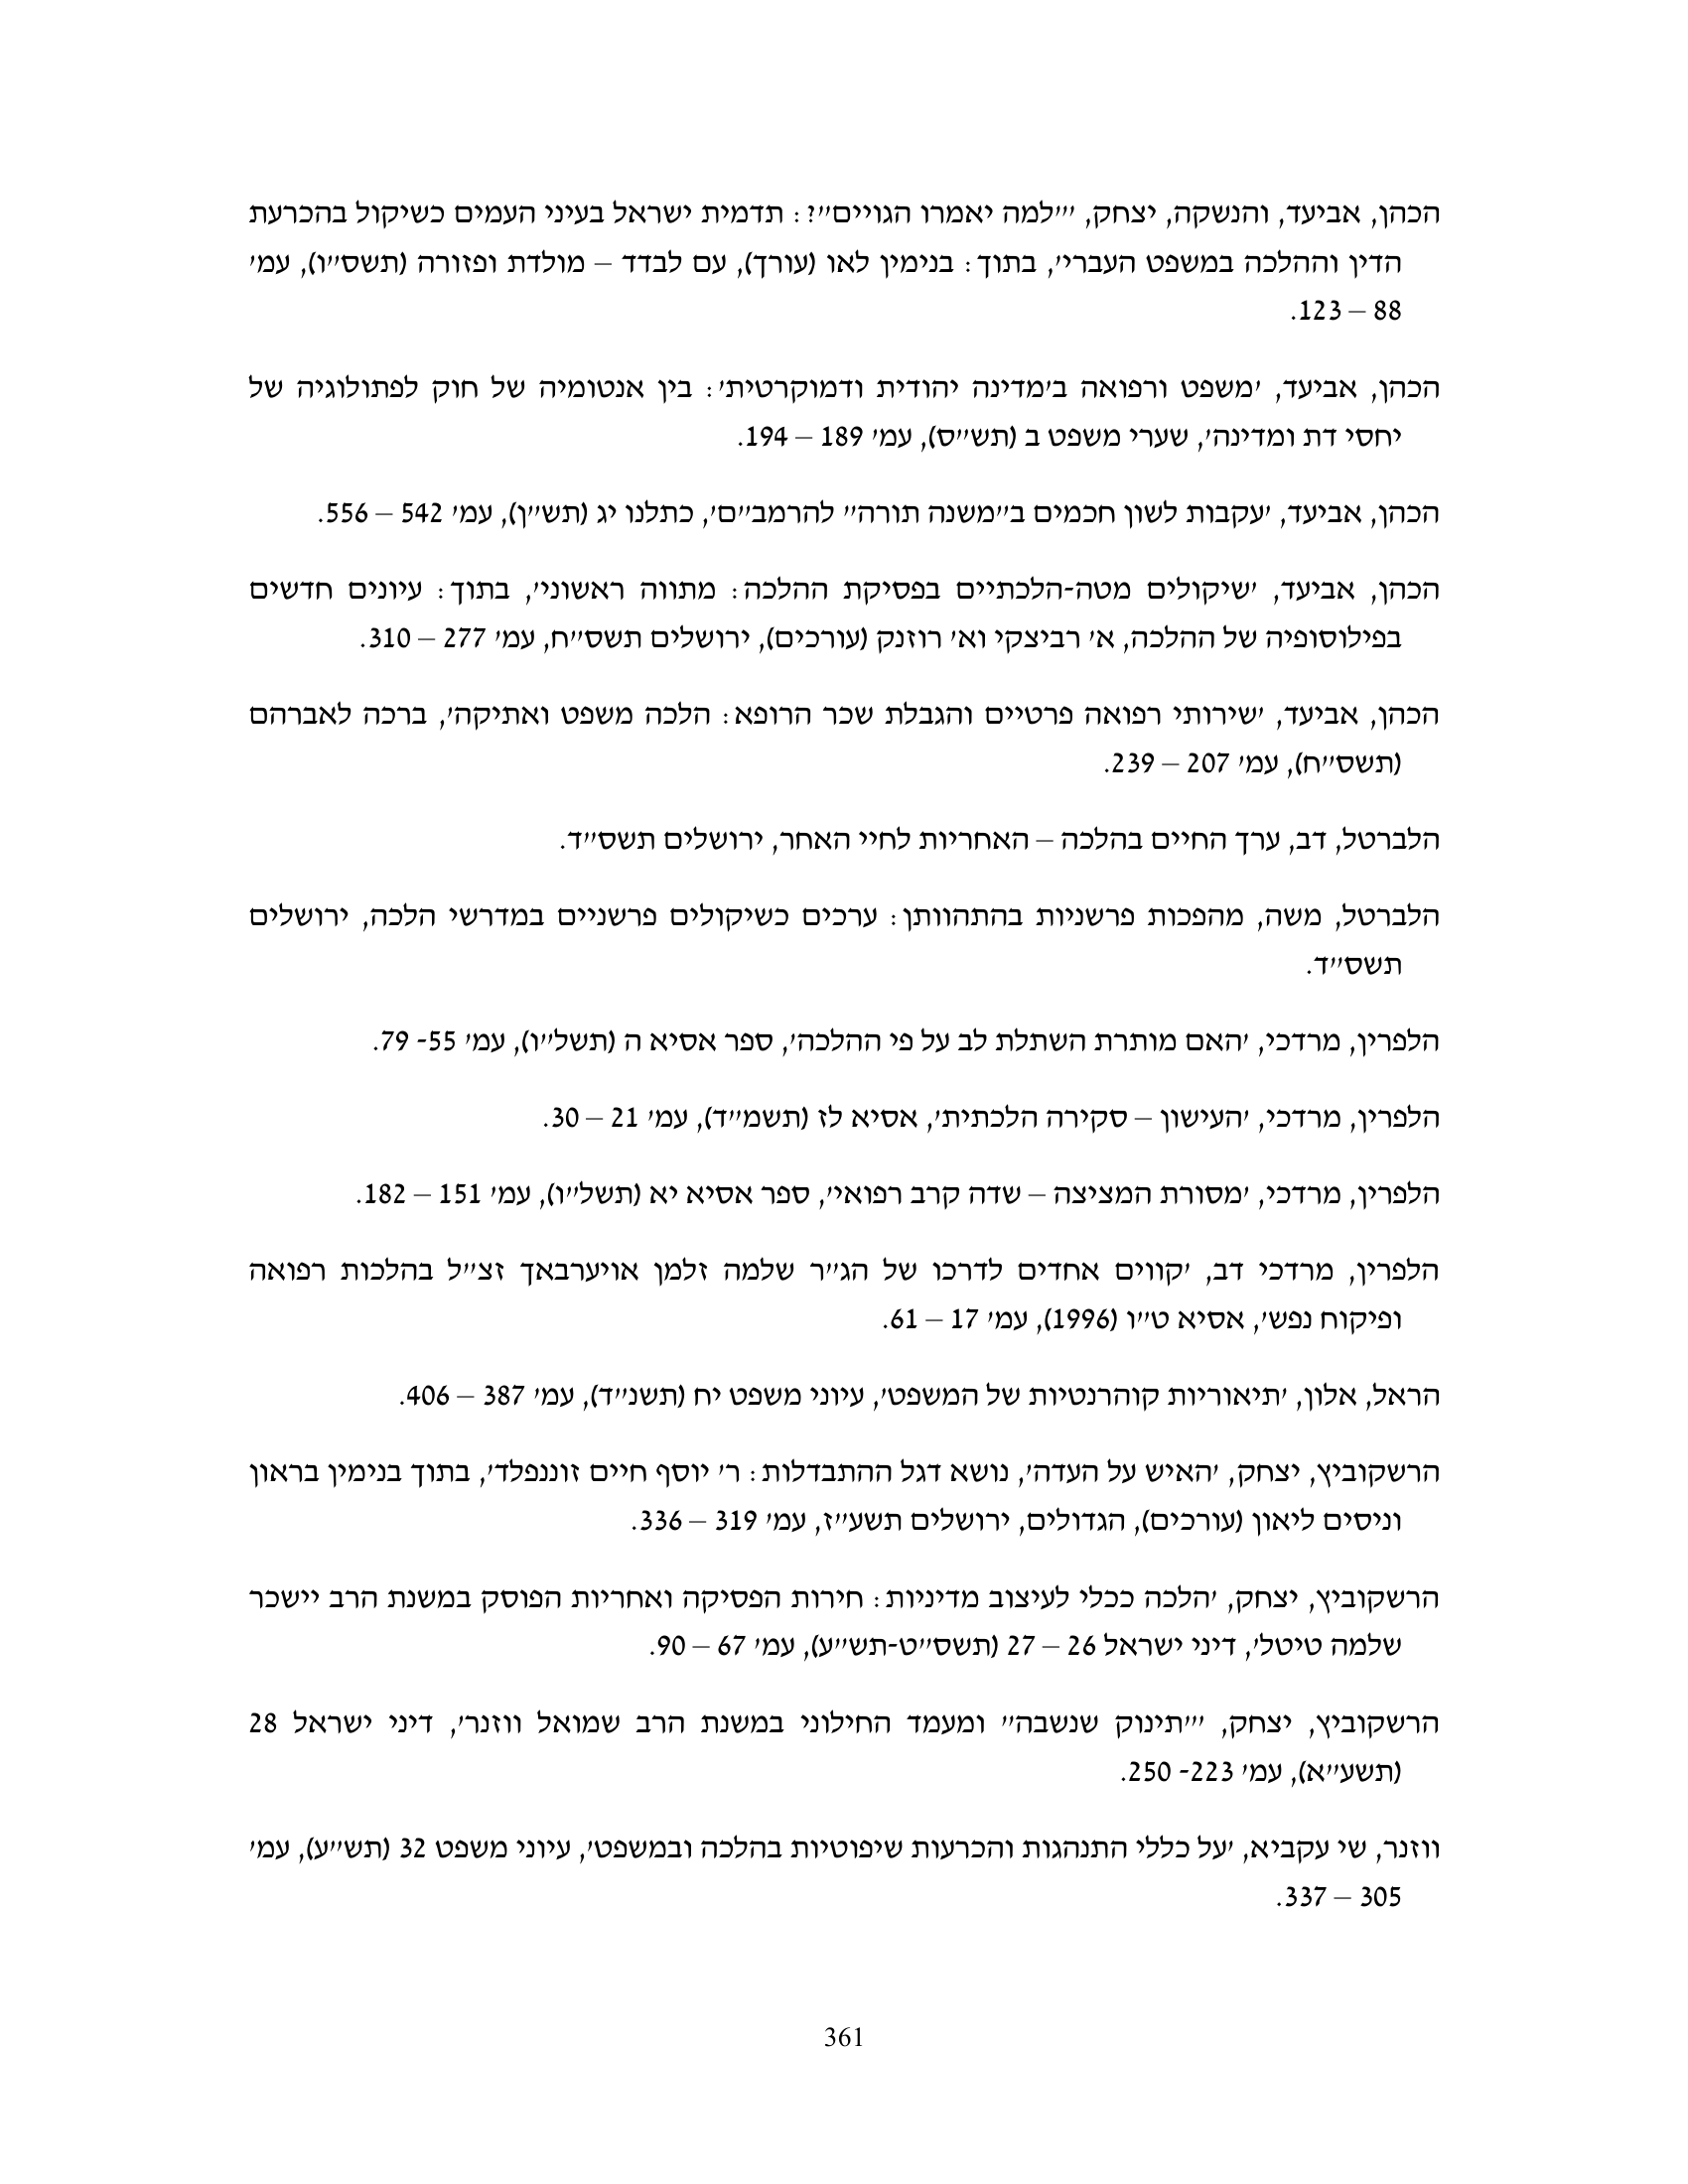 הכהן, אביעד, והנשקה, יצחק, '"למה יאמרו הגויים"?: תדמית ישראל בעיני העמים כשיקול בהכרעת
הדין וההלכה במשפט העברי', בתוך: בנימין לאו (עורך), עם לבדד – מולדת ופזורה (תשס"ו), עמ'
88 – 123.
הכהן, אביעד, 'משפט ורפואה ב'מדינה יהודית ודמוקרטית': בין אנטומיה של חוק לפתולוגיה של
יחסי דת ומדינה', שערי משפט ב (תש"ס), עמ' 189 – 194.
הכהן, אביעד, 'עקבות לשון חכמים ב"משנה תורה" להרמב"ם', כתלנו יג (תש"ן), עמ' 542 – 556.
הכהן, אביעד, 'שיקולים מטה-הלכתיים בפסיקת ההלכה: מתווה ראשוני', בתוך: עיונים חדשים
בפילוסופיה של ההלכה, א' רביצקי וא' רוזנק (עורכים), ירושלים תשס"ח, עמ' 277 – 310.
הכהן, אביעד, 'שירותי רפואה פרטיים והגבלת שכר הרופא: הלכה משפט ואתיקה', ברכה לאברהם
(תשס"ח), עמ' 207 – 239.
הלברטל, דב, ערך החיים בהלכה – האחריות לחיי האחר, ירושלים תשס"ד.
הלברטל, משה, מהפכות פרשניות בהתהוותן: ערכים כשיקולים פרשניים במדרשי הלכה, ירושלים
תשס"ד.
הלפרין, מרדכי, 'האם מותרת השתלת לב על פי ההלכה', ספר אסיא ה (תשל"ו), עמ' 55- 79.
הלפרין, מרדכי, 'העישון – סקירה הלכתית', אסיא לז (תשמ"ד), עמ' 21 – 30.
הלפרין, מרדכי, 'מסורת המציצה – שדה קרב רפואי', ספר אסיא יא (תשל"ו), עמ' 151 – 182.
הלפרין, מרדכי דב, 'קווים אחדים לדרכו של הג"ר שלמה זלמן אויערבאך זצ"ל בהלכות רפואה
ופיקוח נפש', אסיא ט"ו (1996), עמ' 17 – 61.
הראל, אלון, 'תיאוריות קוהרנטיות של המשפט', עיוני משפט יח (תשנ"ד), עמ' 387 – 406.
הרשקוביץ, יצחק, 'האיש על העדה', נושא דגל ההתבדלות: ר' יוסף חיים זוננפלד', בתוך בנימין בראון
וניסים ליאון (עורכים), הגדולים, ירושלים תשע"ז, עמ' 319 – 336.
הרשקוביץ, יצחק, 'הלכה ככלי לעיצוב מדיניות: חירות הפסיקה ואחריות הפוסק במשנת הרב יישכר
שלמה טיטל', דיני ישראל 26 – 27 (תשס"ט-תש"ע), עמ' 67 – 90.
הרשקוביץ, יצחק, '"תינוק שנשבה" ומעמד החילוני במשנת הרב שמואל ווזנר', דיני ישראל 28
(תשע"א), עמ' 223- 250.
ווזנר, שי עקביא, 'על כללי התנהגות והכרעות שיפוטיות בהלכה ובמשפט', עיוני משפט 32 (תש"ע), עמ'
305 – 337.
361